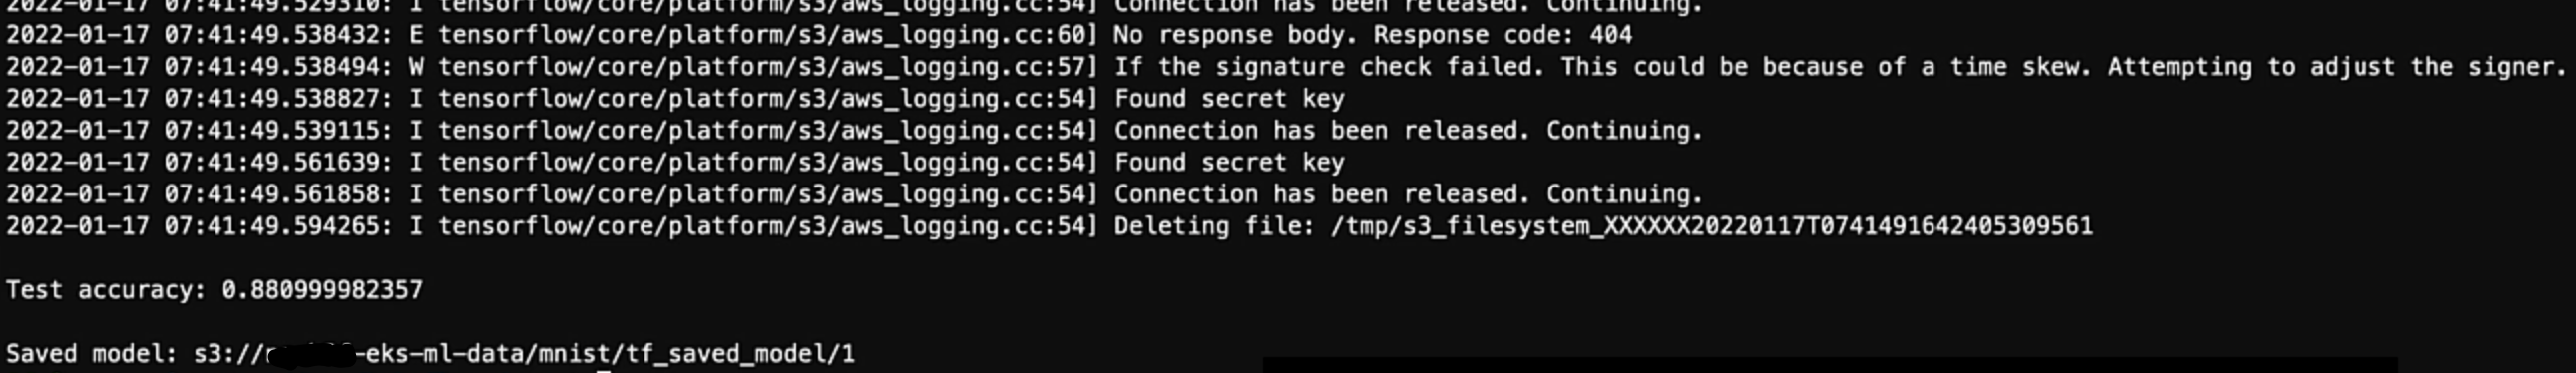 2022-01-17 07:41:49.529310: I tensorflow/core/platform/s3/aws_logging.cc:54] Connection has been released. Continuing.
2022-01-17 07:41:49.538432: E tensorflow/core/platform/s3/aws_logging.cc:60] No response body. Response code: 404
2022-01-17 07:41:49.538494: W tensorflow/core/platform/s3/aws_logging.cc:57] If the signature check failed. This could be because of a time skew. Attempting to adjust the signer.
2022-01-17 07:41:49.538827: I tensorflow/core/platform/s3/aws_logging.cc:54] Found secret key
2022-01-17 07:41:49.539115: I tensorflow/core/platform/s3/aws_logging.cc:54] Connection has been released. Continuing.
2022-01-17 07:41:49.561639: I tensorflow/core/platform/s3/aws_logging.cc:54] Found secret key
2022-01-17 07:41:49.561858: I tensorflow/core/platform/s3/aws_logging.cc:54] Connection has been released. Continuing.
2022-01-17 07:41:49.594265: I tensorflow/core/platform/s3/aws_logging.cc:54] Deleting file: /tmp/s3_filesystem_XXXXXX20220117T0741491642405309561
Test accuracy: 0.880999982357
Saved model: s3://-eks-ml-data/mnist/tf_saved_model/1